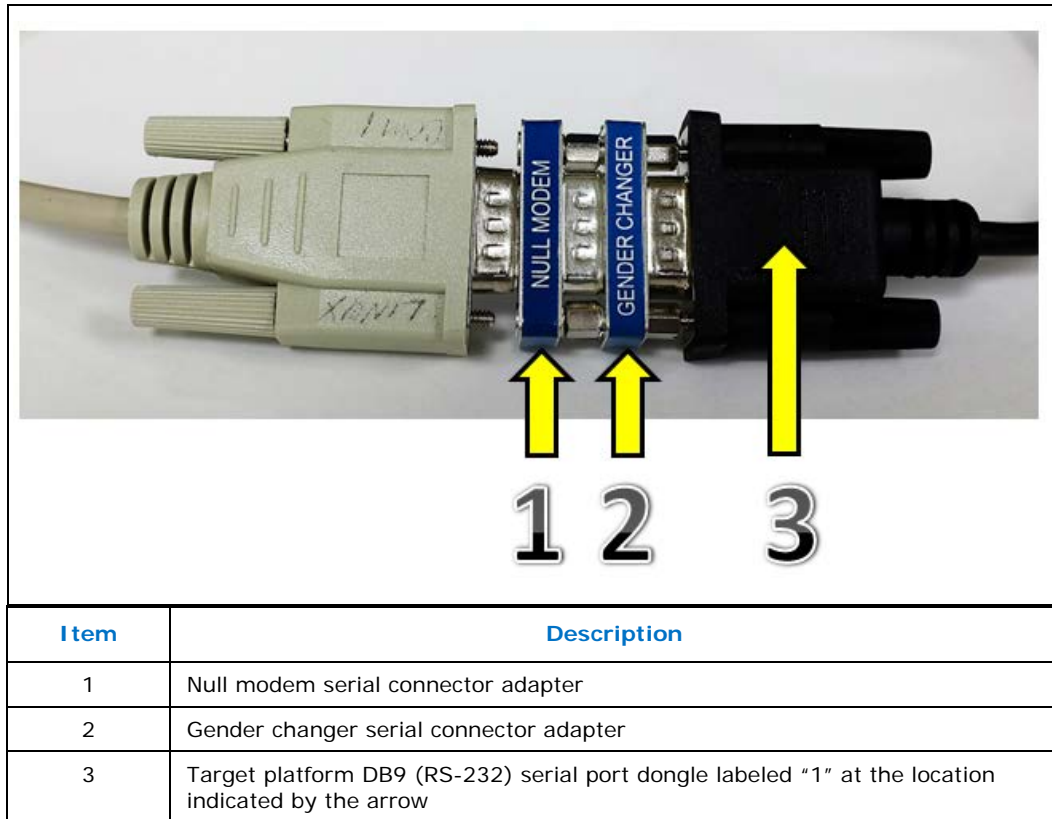 COM1
LINUX
NULL MODEM
GENDER CHANGER
1 2 3
Item Description
1 Null modem serial connector adapter
2 Gender changer serial connector adapter
3 Target platform DB9 (RS-232) serial port dongle labeled “1” at the location
indicated by the arrow